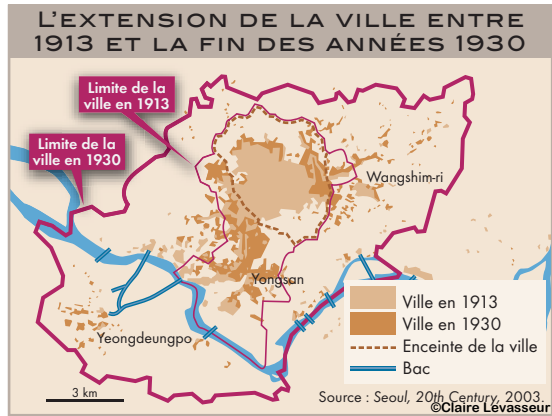 L'EXTENSION DE LA VILLE ENTRE
1913 ET LA FIN DES ANNÉES 1930
Limite de la
ville en 1913
Limite de la
ville en 1930
Wangshim-ri
Yongsan
Yeongdeungpo
Ville en 1913
Ville en 1930
Enceinte de la ville
Bac
3 km
Source : Seoul, 20th Century, 2003.
©Claire Levasseur